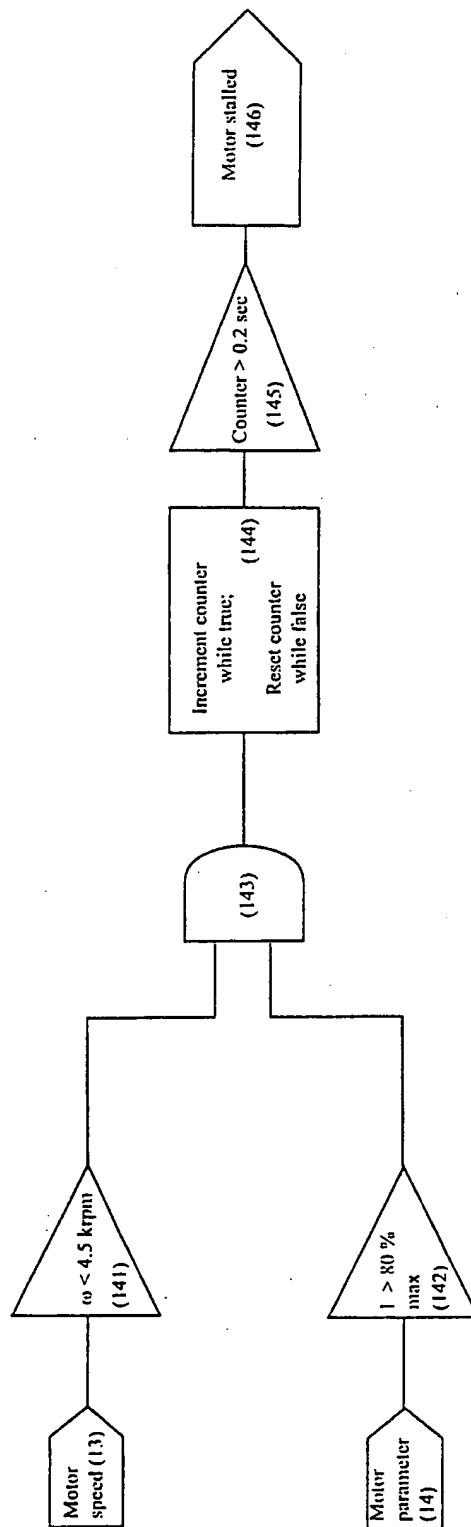 Motor
speed (13)
ω < 4.5 krpm
(141)
Motor
parameter
(14)
I > 80 %
max
(142)
(143)
Increment counter
while true;
(144)
Reset counter
while false
Counter > 0.2 sec
(145)
Motor stalled
(146)